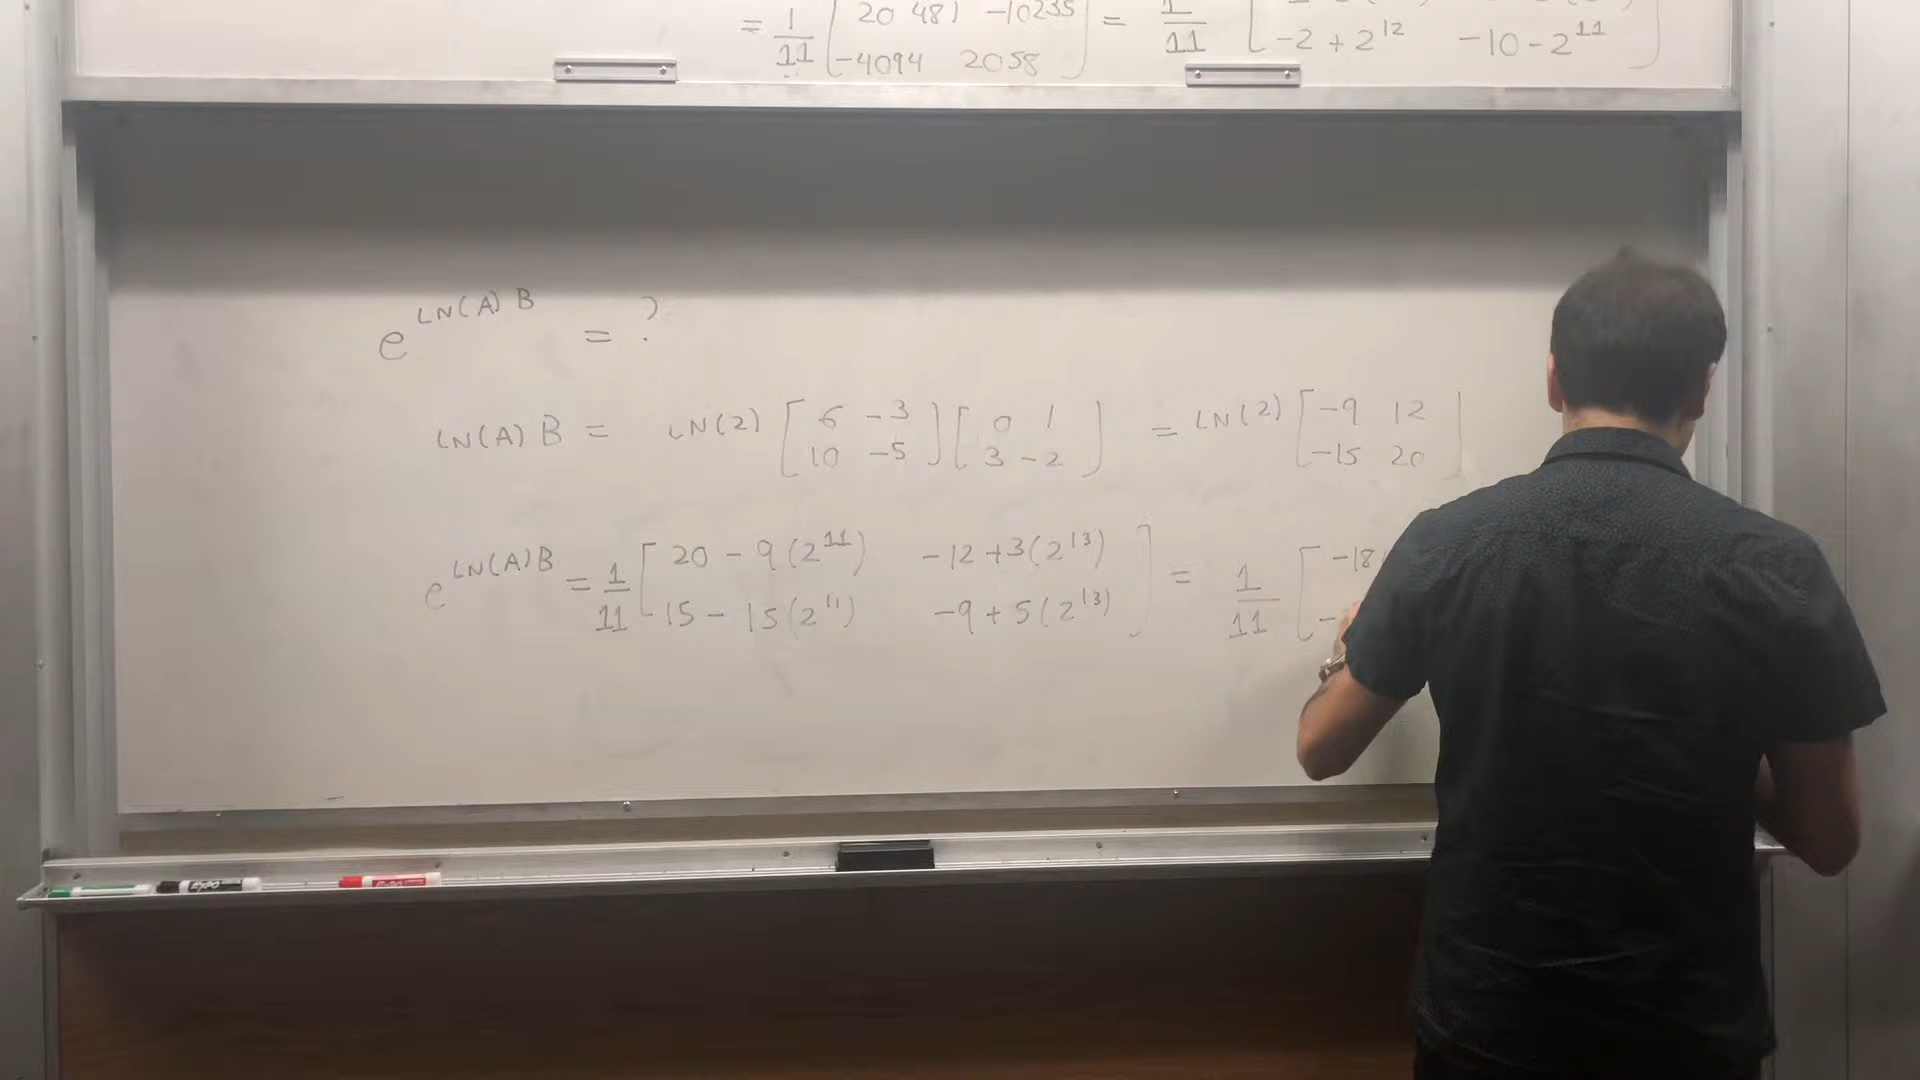 = 1/11 [ 20 481 -10235 ; -4094 2058 ] = 1/11 [ -2 + 2^12 -10 - 2^11 ]
e^{LN(A) B} = ?
LN(A) B = LN(2) [ 6 -3 ; 10 -5 ] [ 0 1 ; 3 -2 ] = LN(2) [ -9 12 ; -15 20 ]
e^{LN(A)B} = 1/11 [ 20 - 9(2^11) -12 + 3(2^13) ; 15 - 15(2^11) -9 + 5(2^13) ] = 1/11 [ -18 ; -
EXPO